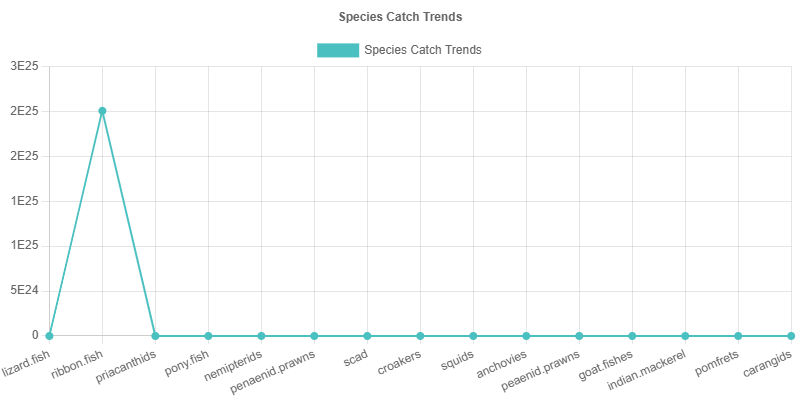 Species Catch Trends
Species Catch Trends
3E25
2E25
2E25
1E25
1E25
5E24
0
lizard.fish
ribbon.fish
priacanthids
pony.fish
nemipterids
penaenid.prawns
scad
croakers
squids
anchovies
peaenid.prawns
goat.fishes
indian.mackerel
pomfrets
carangids